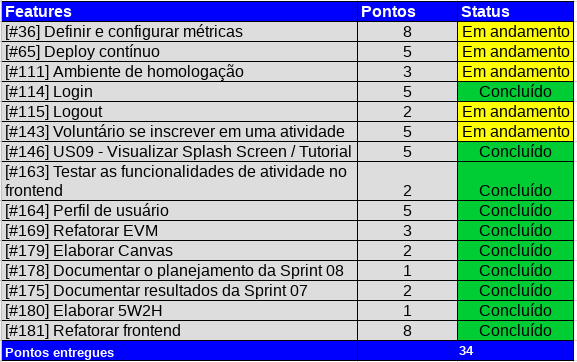 Features Pontos Status
[#36] Definir e configurar métricas 8 Em andamento
[#65] Deploy contínuo 5 Em andamento
[#111] Ambiente de homologação 3 Em andamento
[#114] Login 5 Concluído
[#115] Logout 2 Em andamento
[#143] Voluntário se inscrever em uma atividade 5 Em andamento
[#146] US09 - Visualizar Splash Screen / Tutorial 5 Concluído
[#163] Testar as funcionalidades de atividade no
frontend 2 Concluído
[#164] Perfil de usuário 5 Concluído
[#169] Refatorar EVM 3 Concluído
[#179] Elaborar Canvas 2 Concluído
[#178] Documentar o planejamento da Sprint 08 1 Concluído
[#175] Documentar resultados da Sprint 07 2 Concluído
[#180] Elaborar 5W2H 1 Concluído
[#181] Refatorar frontend 8 Concluído
Pontos entregues 34